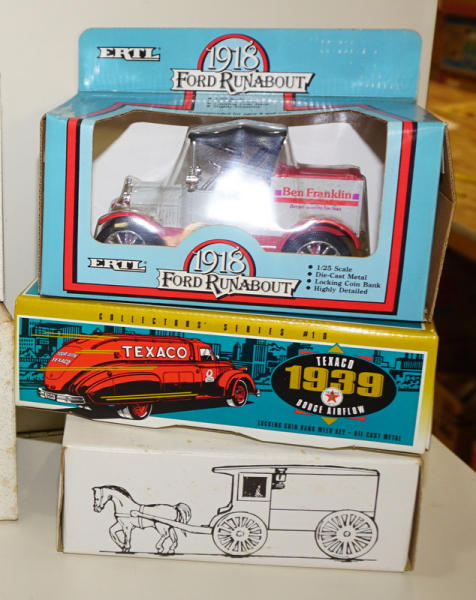 ERTL
1918
FORD RUNABOUT
Ben Franklin
ERTL
1918
FORD RUNABOUT
• 1/25 Scale
• Die-Cast Metal
• Locking Coin Bank
• Highly Detailed
COLLECTORS' SERIES #10
TEXACO
TEXACO
TEXACO
1939
DODGE AIRFLOW
LOCKING COIN BANK WITH KEY - DIE CAST METAL